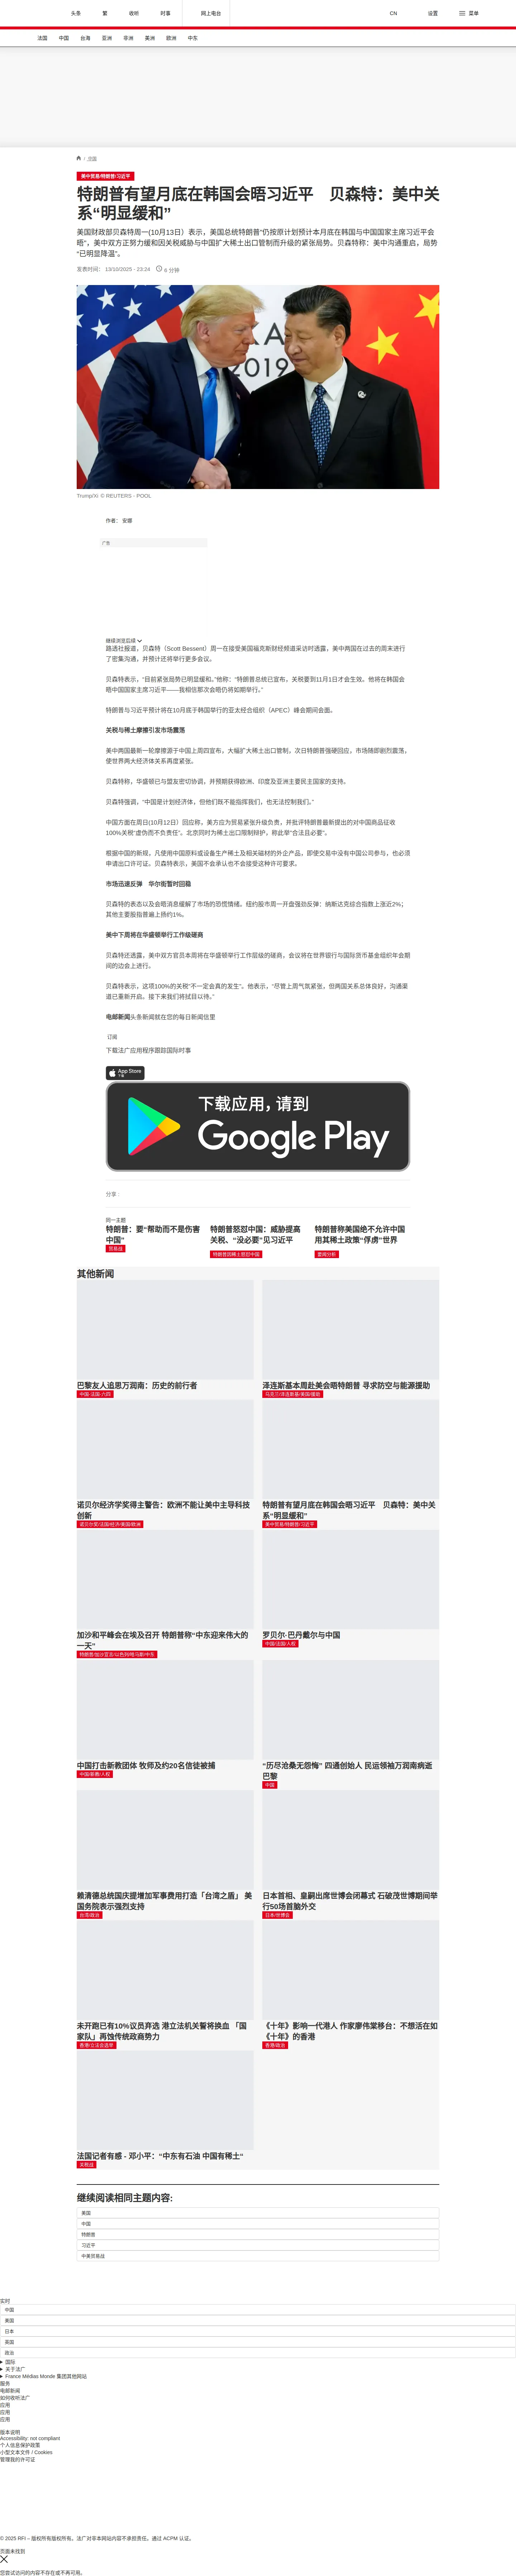 头条
繁
收听
时事
网上电台
CN
设置
菜单
法国
中国
台海
亚洲
非洲
美洲
欧洲
中东
/ 中国
美中贸易/特朗普/习近平
特朗普有望月底在韩国会晤习近平 贝森特：美中关
系“明显缓和”
美国财政部贝森特周一(10月13日）表示，美国总统特朗普“仍按原计划预计本月底在韩国与中国国家主席习近平会
晤”，美中双方正努力缓和因关税威胁与中国扩大稀土出口管制而升级的紧张局势。贝森特称：美中沟通重启，局势
“已明显降温”。
发表时间： 13/10/2025 - 23:24
6 分钟
KA
2019
Trump/Xi © REUTERS - POOL
作者： 安娜
广告
继续浏览后续
路透社报道，贝森特（Scott Bessent）周一在接受美国福克斯财经频道采访时透露，美中两国在过去的周末进行
了密集沟通，并预计还将举行更多会议。
贝森特表示，“目前紧张局势已明显缓和。”他称：“特朗普总统已宣布，关税要到11月1日才会生效。他将在韩国会
晤中国国家主席习近平——我相信那次会晤仍将如期举行。”
特朗普与习近平预计将在10月底于韩国举行的亚太经合组织（APEC）峰会期间会面。
关税与稀土摩擦引发市场震荡
美中两国最新一轮摩擦源于中国上周四宣布，大幅扩大稀土出口管制，次日特朗普强硬回应，市场随即剧烈震荡，
使世界两大经济体关系再度紧张。
贝森特称，华盛顿已与盟友密切协调，并预期获得欧洲、印度及亚洲主要民主国家的支持。
贝森特强调，“中国是计划经济体，但他们既不能指挥我们，也无法控制我们。”
中国方面在周日(10月12日）回应称，美方应为贸易紧张升级负责，并批评特朗普最新提出的对中国商品征收
100%关税“虚伪而不负责任”。北京同时为稀土出口限制辩护，称此举“合法且必要”。
根据中国的新规，凡使用中国原料或设备生产稀土及相关磁材的外企产品，即使交易中没有中国公司参与，也必须
申请出口许可证。贝森特表示，美国不会承认也不会接受这种许可要求。
市场迅速反弹 华尔街暂时回稳
贝森特的表态以及会晤消息缓解了市场的恐慌情绪。纽约股市周一开盘强劲反弹：纳斯达克综合指数上涨近2%；
其他主要股指普遍上扬约1%。
美中下周将在华盛顿举行工作级磋商
贝森特还透露，美中双方官员本周将在华盛顿举行工作层级的磋商，会议将在世界银行与国际货币基金组织年会期
间的边会上进行。
贝森特表示，这项100%的关税“不一定会真的发生”。他表示，“尽管上周气氛紧张，但两国关系总体良好，沟通渠
道已重新开启。接下来我们将拭目以待。”
电邮新闻头条新闻就在您的每日新闻信里
订阅
下载法广应用程序跟踪国际时事
App Store
下载应用，请到
Google Play
分享 :
同一主题
特朗普：要“帮助而不是伤害
中国”
贸易战
特朗普怒怼中国：威胁提高
关税、“没必要”见习近平
特朗普因稀土怒怼中国
特朗普称美国绝不允许中国
用其稀土政策“俘虏”世界
要闻分析
其他新闻
巴黎友人追思万润南：历史的前行者
中国·法国·六四
泽连斯基本周赴美会晤特朗普 寻求防空与能源援助
乌克兰/泽连斯基/美国/援助
诺贝尔经济学奖得主警告：欧洲不能让美中主导科技
创新
诺贝尔奖/法国/经济/美国/欧洲
特朗普有望月底在韩国会晤习近平 贝森特：美中关
系“明显缓和”
美中贸易/特朗普/习近平
加沙和平峰会在埃及召开 特朗普称“中东迎来伟大的
一天”
特朗普/加沙宣言/以色列/哈马斯/中东
罗贝尔·巴丹戴尔与中国
中国/法国/人权
中国打击新教团体 牧师及约20名信徒被捕
中国/新教/人权
“历尽沧桑无怨悔” 四通创始人 民运领袖万润南病逝
巴黎
中国
赖清德总统国庆提增加军事费用打造「台湾之盾」 美
国务院表示强烈支持
台湾/政治
日本首相、皇嗣出席世博会闭幕式 石破茂世博期间举
行50场首脑外交
日本/世博会
未开跑已有10%议员弃选 港立法机关誓将换血 「国
家队」再蚀传统政商势力
香港/立法会选举
《十年》影响一代港人 作家廖伟棠移台：不想活在如
《十年》的香港
香港/政治
法国记者有感 - 邓小平：“中东有石油 中国有稀土”
关税战
继续阅读相同主题内容:
美国
中国
特朗普
习近平
中美贸易战
实时
中国
美国
日本
英国
政治
国际
关于法广
France Médias Monde 集团其他网站
服务
电邮新闻
如何收听法广
应用
应用
应用
版本说明
Accessibility: not compliant
个人信息保护政策
小型文本文件 / Cookies
管理我的许可证
© 2025 RFI – 版权所有版权所有。法广对非本网站内容不承担责任。通过 ACPM 认证。
页面未找到
您尝试访问的内容不存在或不再可用。